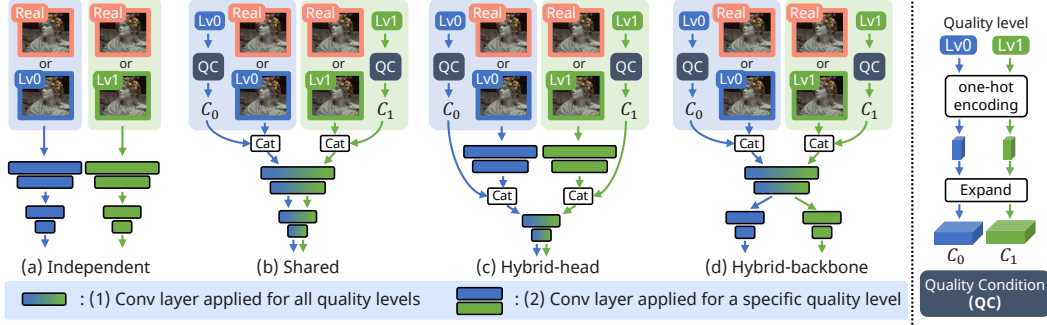 Real
or
Lv0
Real
or
Lv1
(a) Independent
Lv0
QC
C0
Real
or
Lv0
Real
or
Lv1
Lv1
QC
C1
Cat
Cat
(b) Shared
Lv0
QC
C0
Real
or
Lv0
Real
or
Lv1
Lv1
QC
C1
Cat
Cat
(c) Hybrid-head
Lv0
QC
C0
Real
or
Lv0
Real
or
Lv1
Lv1
QC
C1
Cat
Cat
(d) Hybrid-backbone
: (1) Conv layer applied for all quality levels
: (2) Conv layer applied for a specific quality level
Quality level
Lv0
Lv1
one-hot
encoding
Expand
C0
C1
Quality Condition
(QC)